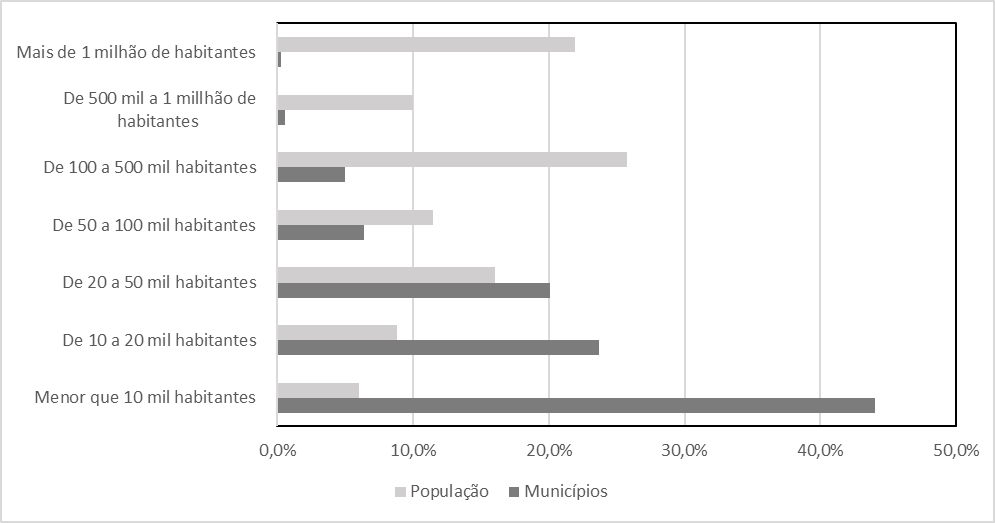 Mais de 1 milhão de habitantes
De 500 mil a 1 millhão de
habitantes
De 100 a 500 mil habitantes
De 50 a 100 mil habitantes
De 20 a 50 mil habitantes
De 10 a 20 mil habitantes
Menor que 10 mil habitantes
0,0% 10,0% 20,0% 30,0% 40,0% 50,0%
População Municípios